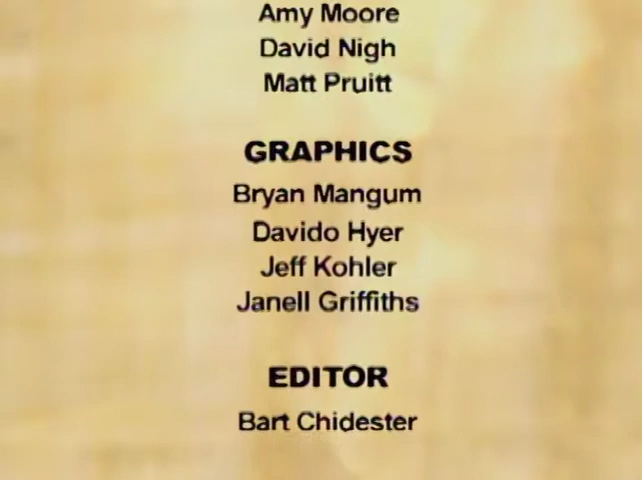 Amy Moore
David Nigh
Matt Pruitt
GRAPHICS
Bryan Mangum
Davido Hyer
Jeff Kohler
Janell Griffiths
EDITOR
Bart Chidester